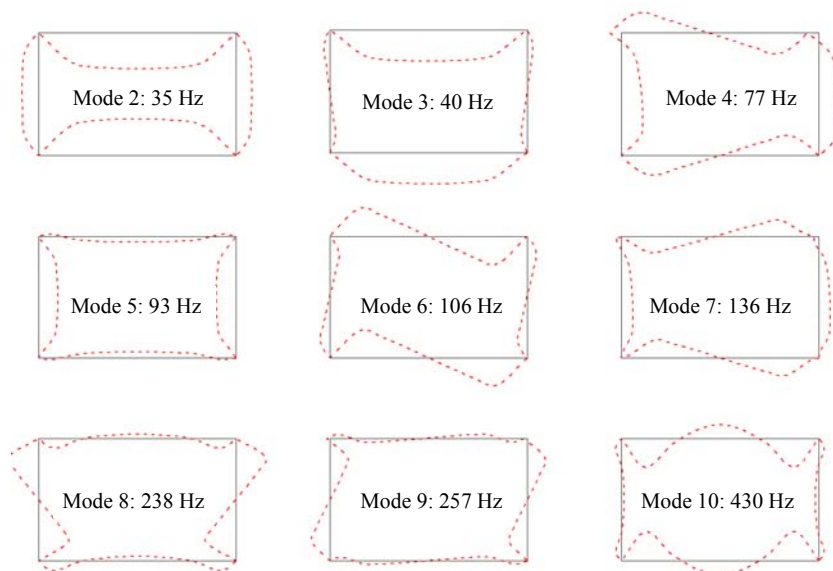 Mode 2: 35 Hz
Mode 3: 40 Hz
Mode 4: 77 Hz
Mode 5: 93 Hz
Mode 6: 106 Hz
Mode 7: 136 Hz
Mode 8: 238 Hz
Mode 9: 257 Hz
Mode 10: 430 Hz